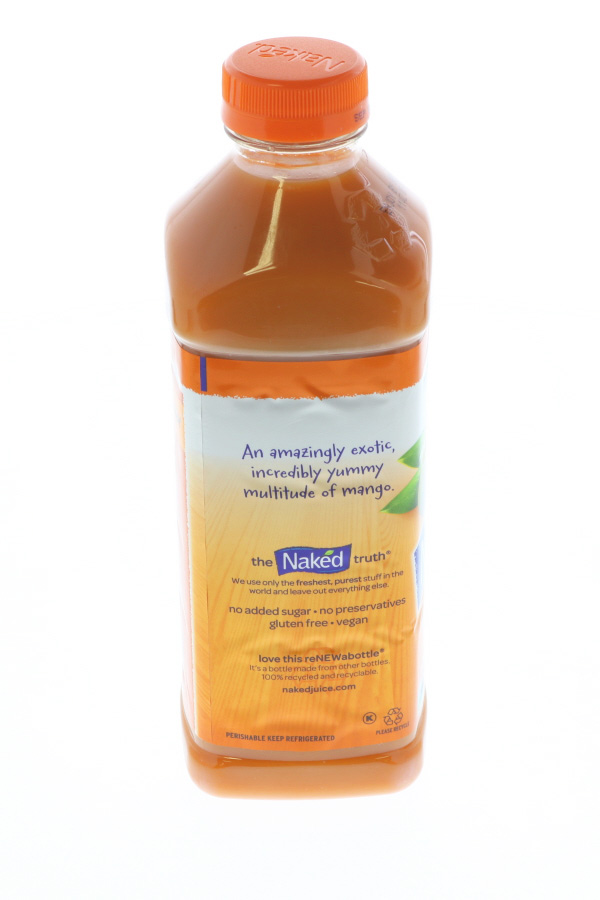 Naked
An amazingly exotic,
incredibly yummy
multitude of mango.
the Naked truth®
We use only the freshest, purest stuff in the
world and leave out everything else.
no added sugar • no preservatives
gluten free • vegan
love this reNEWabottle®
It's a bottle made from other bottles.
100% recycled and recyclable.
nakedjuice.com
K
PERISHABLE KEEP REFRIGERATED
PLEASE RECYCLE